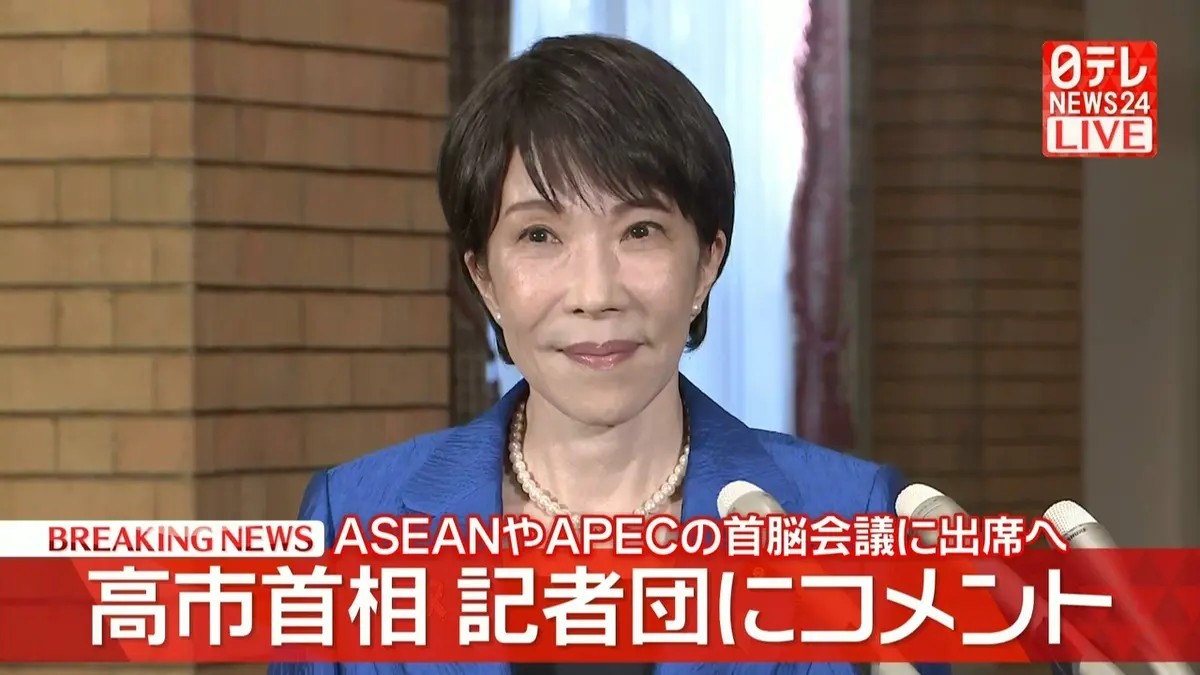 日テレ
NEWS24
LIVE
BREAKING NEWS
ASEANやAPECの首脳会議に出席へ
高市首相 記者団にコメント